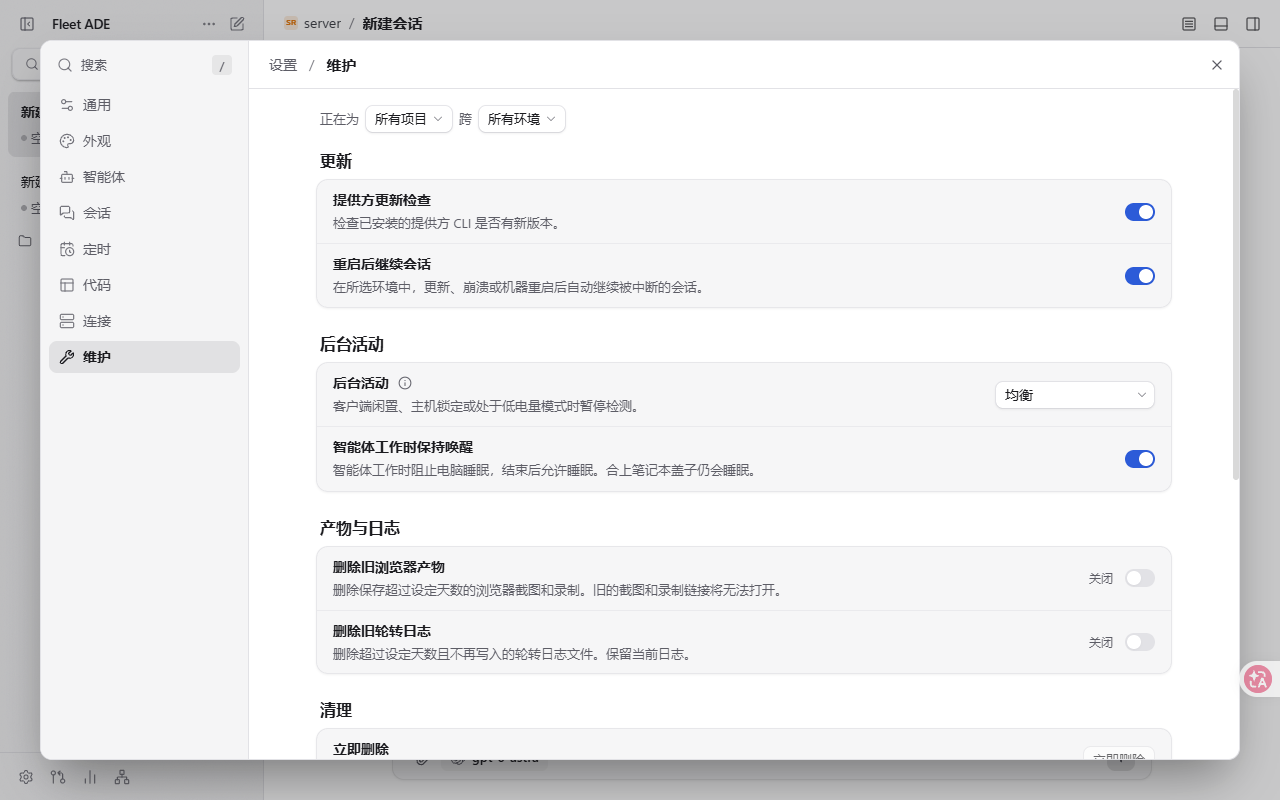 Fleet ADE
SR server / 新建会话
搜索 /
通用
外观
智能体
会话
定时
代码
连接
维护
设置 / 维护
正在为 所有项目 跨 所有环境
更新
提供方更新检查
检查已安装的提供方 CLI 是否有新版本。
重启后继续会话
在所选环境中，更新、崩溃或机器重启后自动继续被中断的会话。
后台活动
后台活动
客户端闲置、主机锁定或处于低电量模式时暂停检测。
均衡
智能体工作时保持唤醒
智能体工作时阻止电脑睡眠，结束后允许睡眠。合上笔记本盖子仍会睡眠。
产物与日志
删除旧浏览器产物
删除保存超过设定天数的浏览器截图和录制。旧的截图和录制链接将无法打开。
关闭
删除旧轮转日志
删除超过设定天数且不再写入的轮转日志文件。保留当前日志。
关闭
清理
立即删除
立即删除